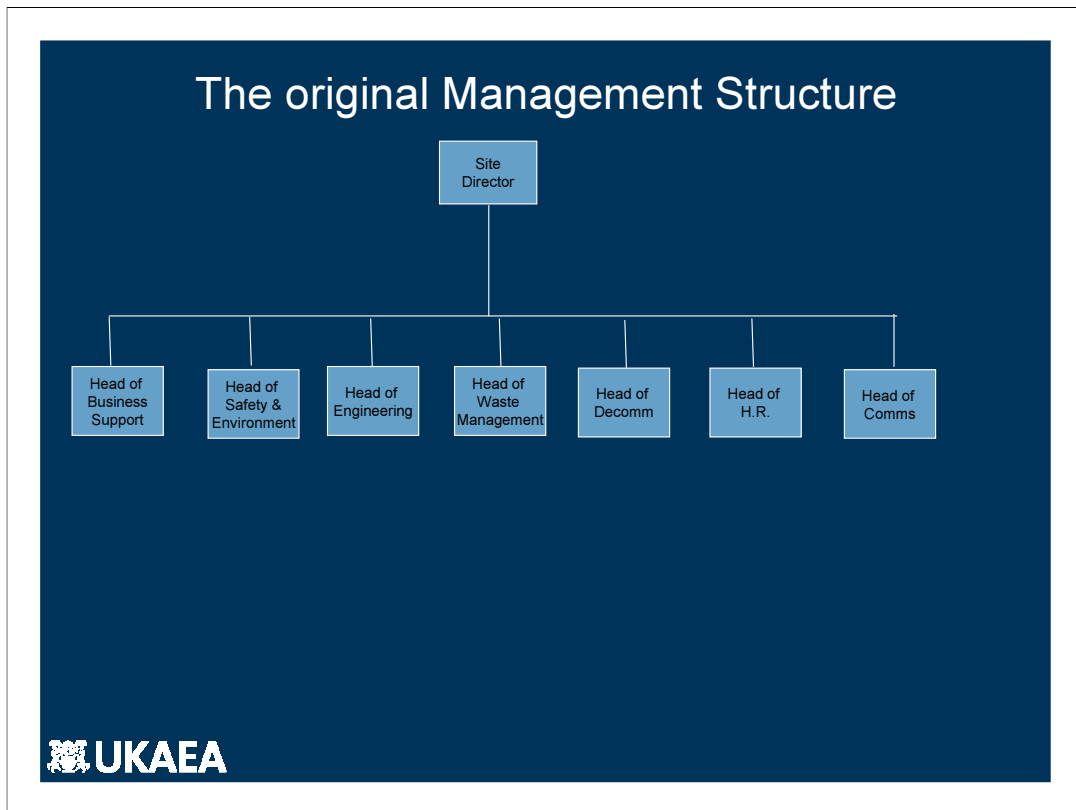 The original Management Structure
Site
Director
Head of
Business
Support
Head of
Safety &
Environment
Head of
Engineering
Head of
Waste
Management
Head of
Decomm
Head of
H.R.
Head of
Comms
UKAEA